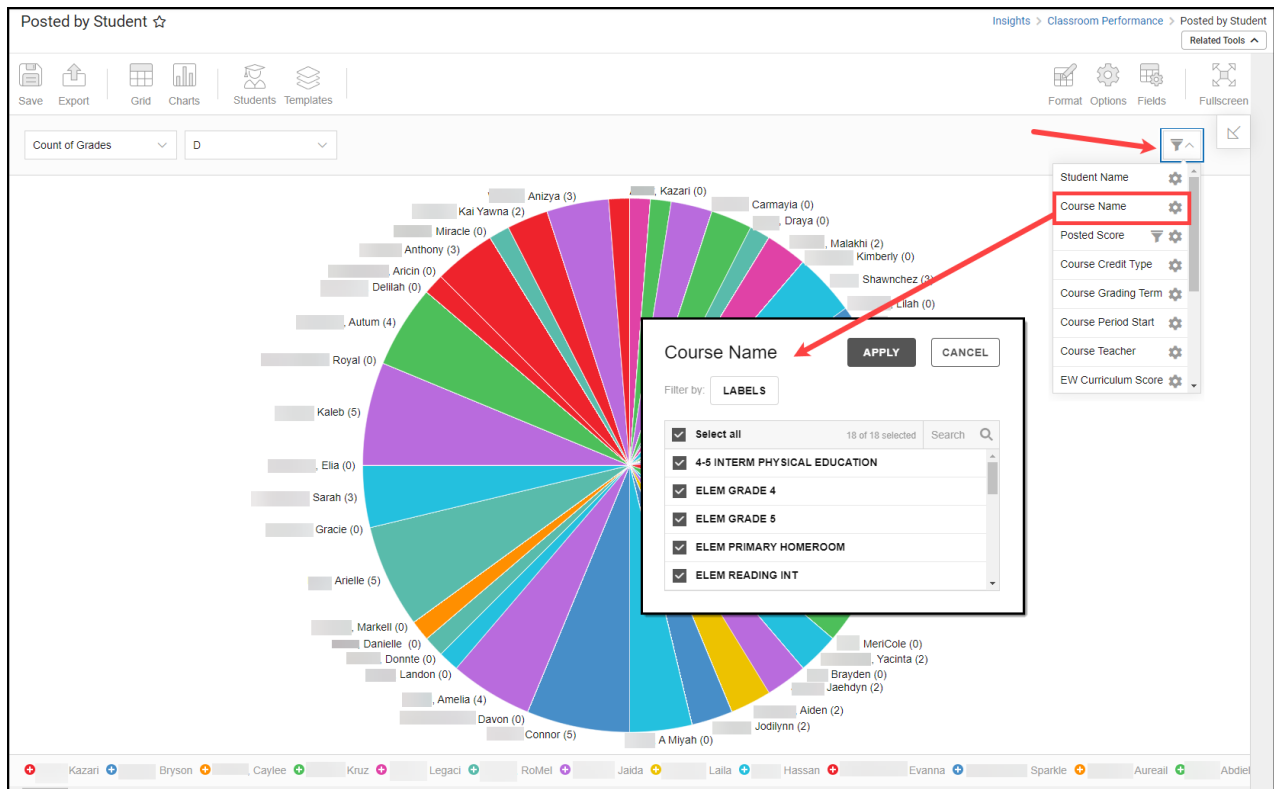 Posted by Student
Insights > Classroom Performance > Posted by Student
Related Tools
Save Export Grid Charts Students Templates Format Options Fields Fullscreen
Count of Grades D
Student Name
Course Name
Posted Score
Course Credit Type
Course Grading Term
Course Period Start
Course Teacher
EW Curriculum Score
Anizya (3)
, Kazari (0)
Kai Yawna (2)
Carmayia (0)
Miracle (0)
, Draya (0)
Anthony (3)
, Malakhi (2)
Kimberly (0)
, Aricin (0)
Shawnchez (3)
Delilah (0)
, Lilah (0)
, Autum (4)
Royal (0)
Kaleb (5)
, Elia (0)
Sarah (3)
Gracie (0)
Arielle (5)
, Markell (0)
Danielle (0)
Donnte (0)
Landon (0)
, Amelia (4)
Davon (0)
Connor (5)
A Miyah (0)
Jodilynn (2)
Aiden (2)
Jaehdyn (2)
Brayden (0)
, Yacinta (2)
MeriCole (0)
Course Name APPLY CANCEL
Filter by: LABELS
Select all 18 of 18 selected Search
4-5 INTERM PHYSICAL EDUCATION
ELEM GRADE 4
ELEM GRADE 5
ELEM PRIMARY HOMEROOM
ELEM READING INT
Kazari Bryson , Caylee Kruz Legaci RoMel Jaida Laila Hassan Evanna Sparkle Aureail Abdiel